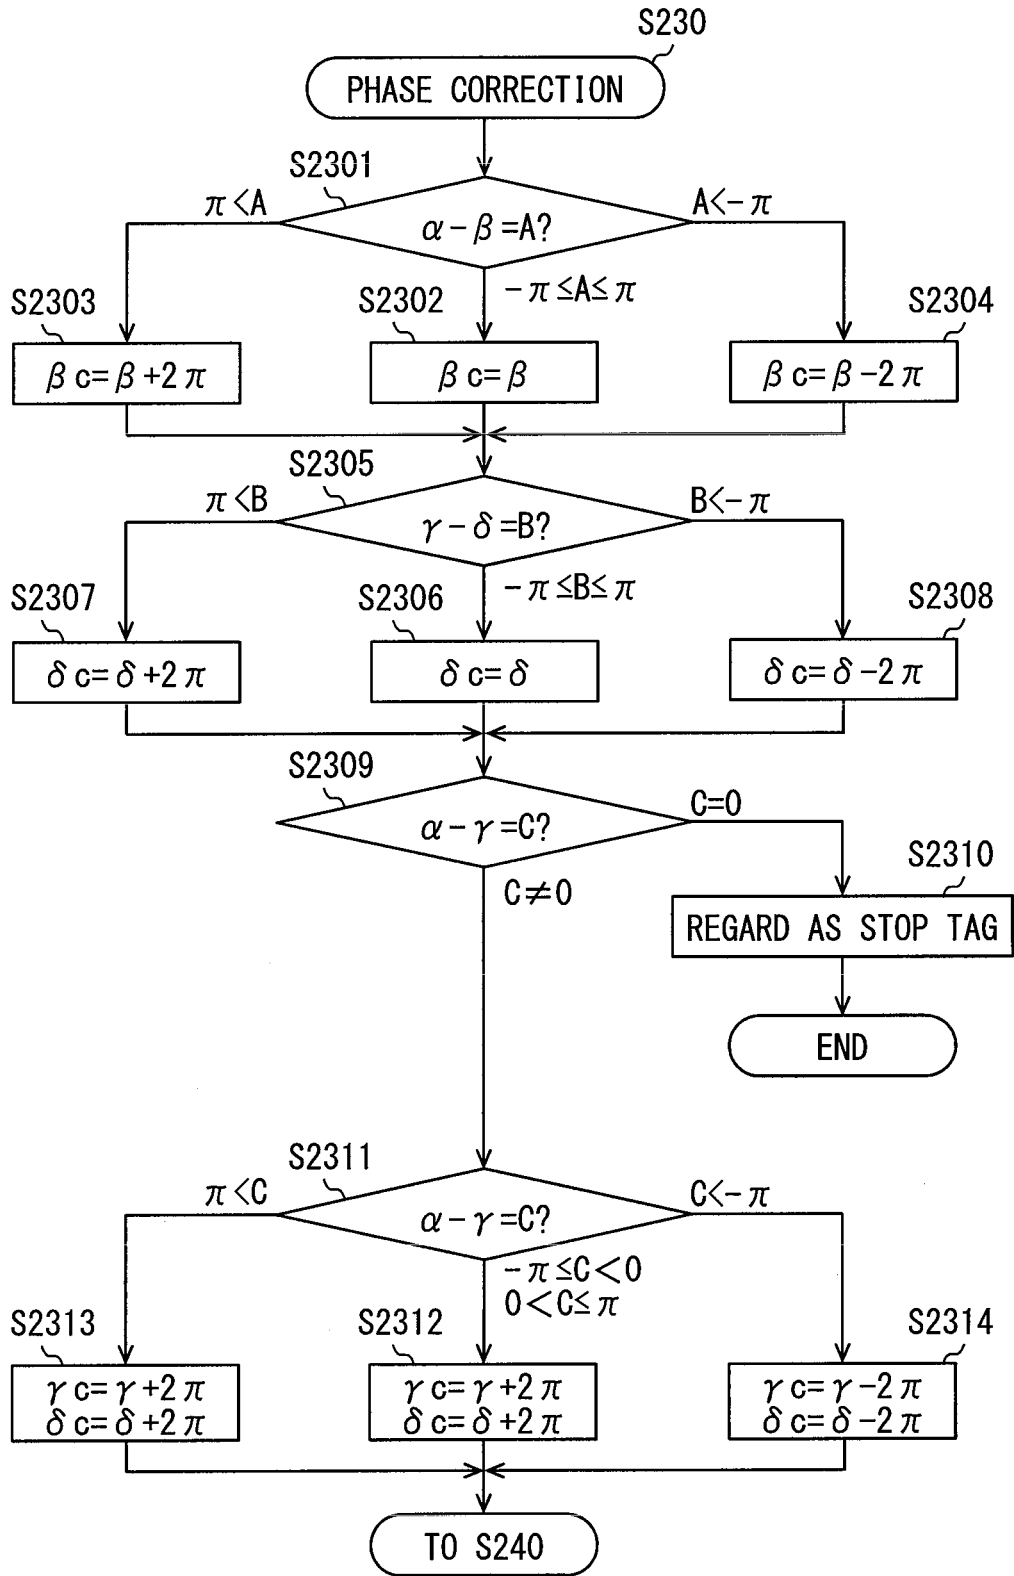 S230
PHASE CORRECTION
S2301
π<A
α-β=A?
A<-π
-π≤A≤π
S2303
S2302
S2304
βc=β+2π
βc=β
βc=β-2π
S2305
π<B
γ-δ=B?
B<-π
-π≤B≤π
S2307
S2306
S2308
δc=δ+2π
δc=δ
δc=δ-2π
S2309
α-γ=C?
C=0
C≠0
S2310
REGARD AS STOP TAG
END
S2311
π<C
α-γ=C?
C<-π
-π≤C<0
0<C≤π
S2313
S2312
S2314
γc=γ+2π
δc=δ+2π
γc=γ+2π
δc=δ+2π
γc=γ-2π
δc=δ-2π
TO S240